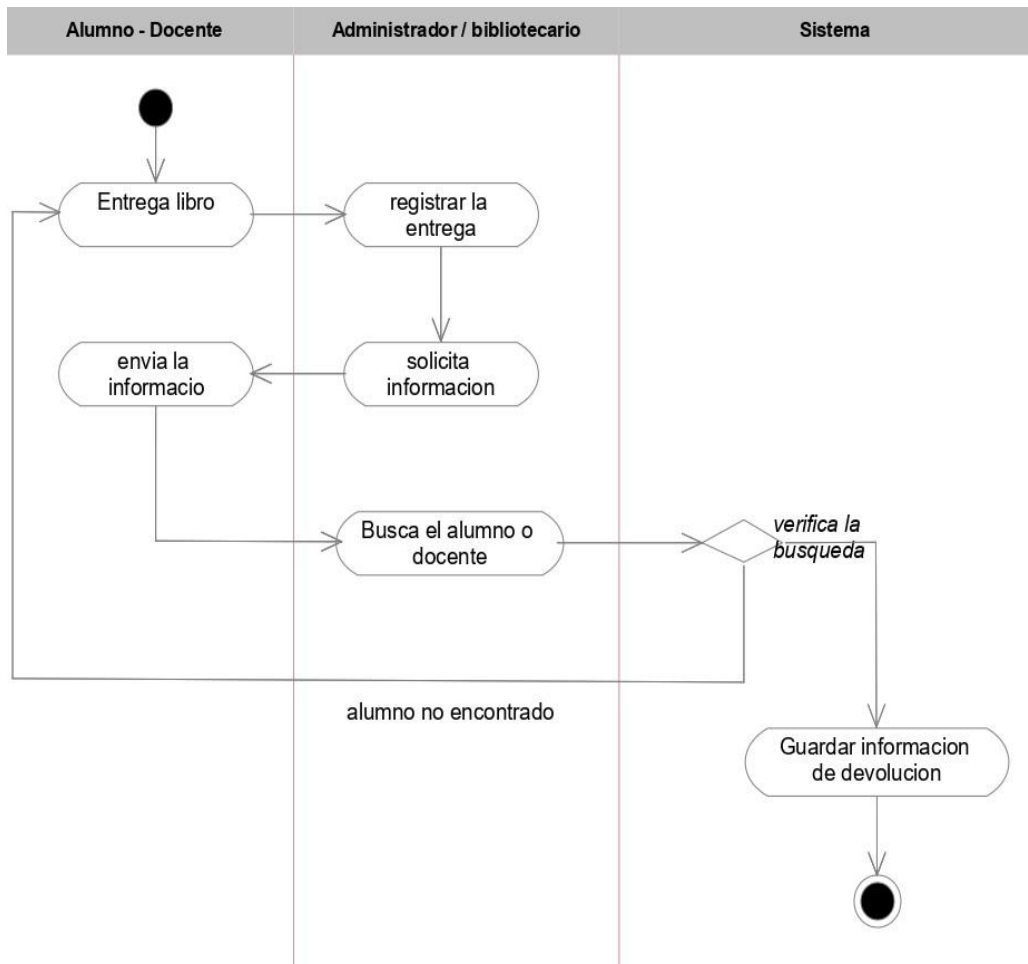 Alumno - Docente
Administrador / bibliotecario
Sistema
Entrega libro
registrar la
entrega
envia la
informacio
solicita
informacion
Busca el alumno o
docente
verifica la
busqueda
alumno no encontrado
Guardar informacion
de devolucion